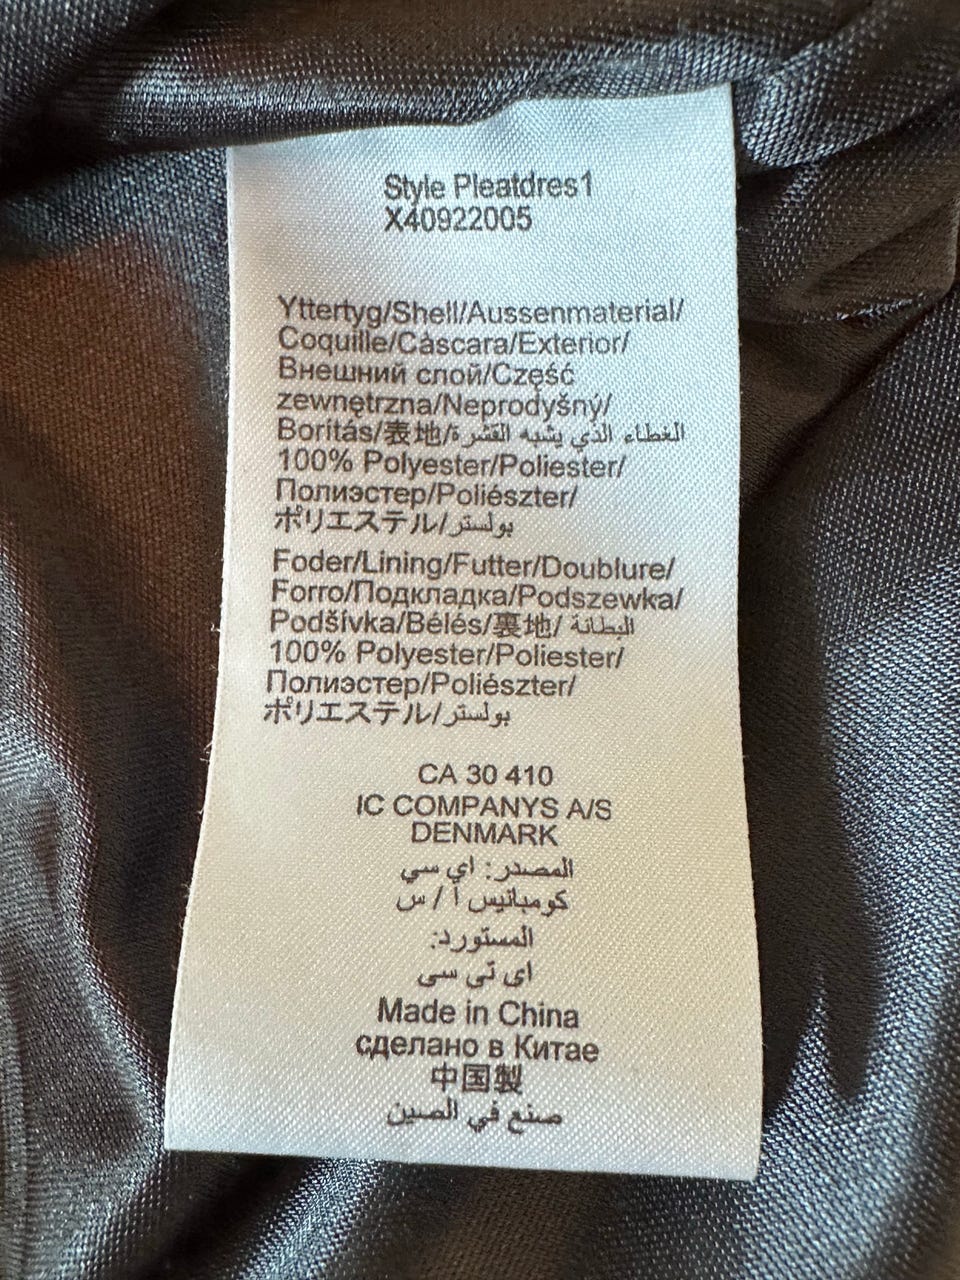 Style Pleatdres1
X40922005
Yttertyg/Shell/Aussenmaterial/
Coquille/Càscara/Exterior/
Внешний слой/Część
zewnętrzna/Neprodyšný/
Borítás/表地/الغطاء الذي يشبه القشرة
100% Polyester/Poliester/
Полиэстер/Poliészter/
ポリエステル/بولستر
Foder/Lining/Futter/Doublure/
Forro/Подкладка/Podszewka/
Podšívka/Bélés/裏地/ البطانة
100% Polyester/Poliester/
Полиэстер/Poliészter/
ポリエステル/بولستر
CA 30 410
IC COMPANYS A/S
DENMARK
المصدر: اي سي
كومبانيس ا / س
المستورد:
اى تى سى
Made in China
сделано в Китае
中国製
صنع في الصين